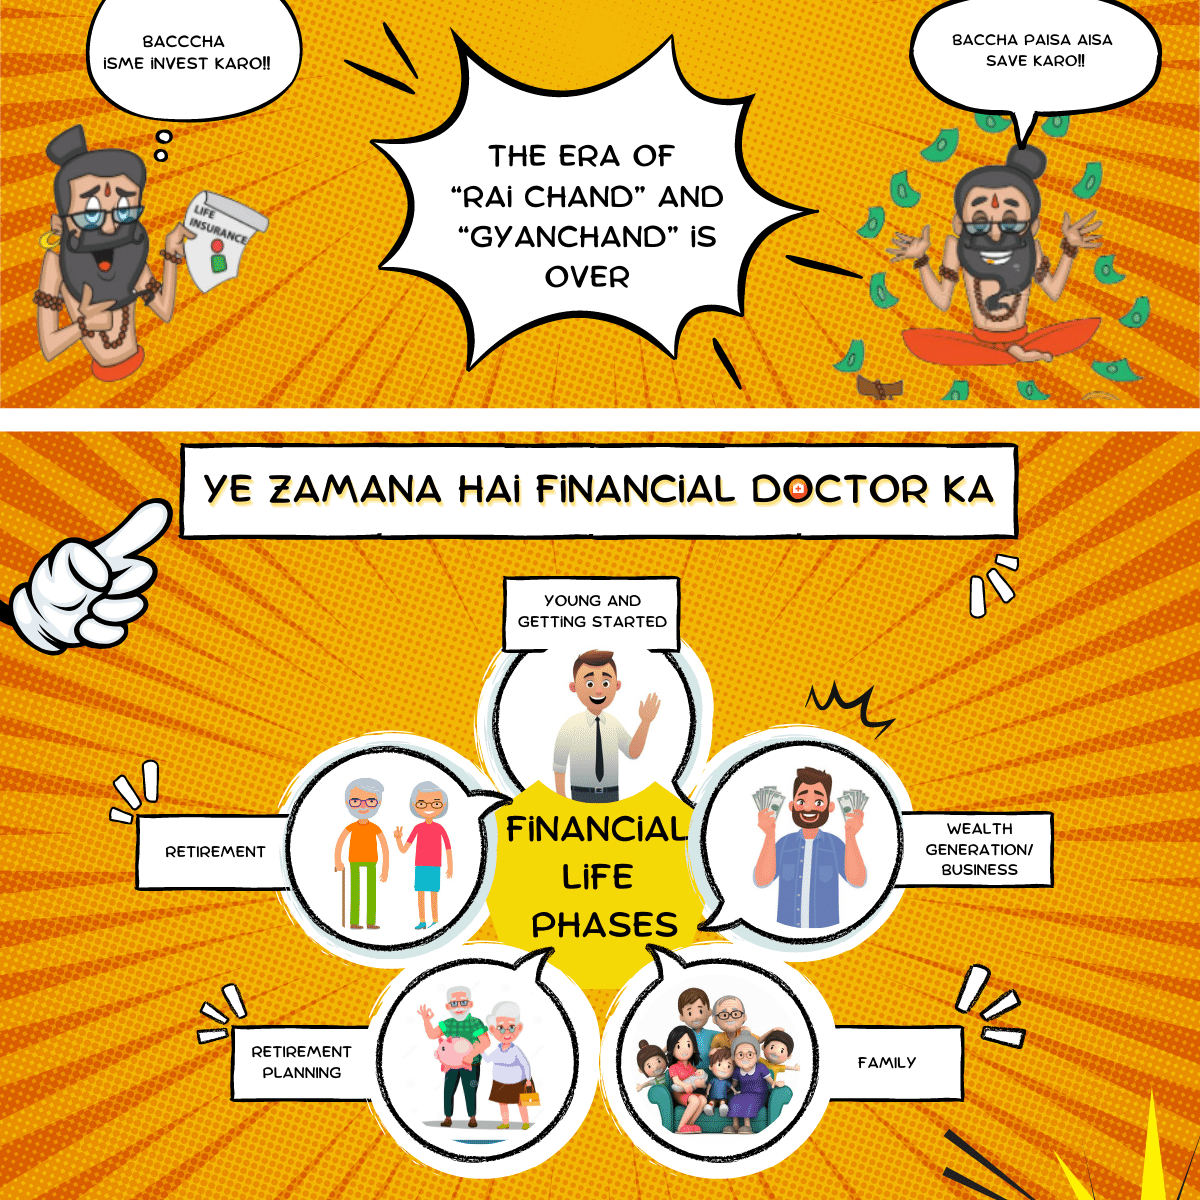 BACCCHA
iSME iNVEST KARO!!
BACCHA PAISA AISA
SAVE KARO!!
THE ERA OF
“RAi CHAND” AND
“GYANCHAND” iS
OVER
LIFE
INSURANCE
YE ZAMANA HAi FiNANCiAL DOCTOR KA
YOUNG AND
GETTiNG STARTED
RETIREMENT
WEALTH
GENERATION/
BUSINESS
FiNANCiAL
LiFE
PHASES
RETIREMENT
PLANNING
FAMILY